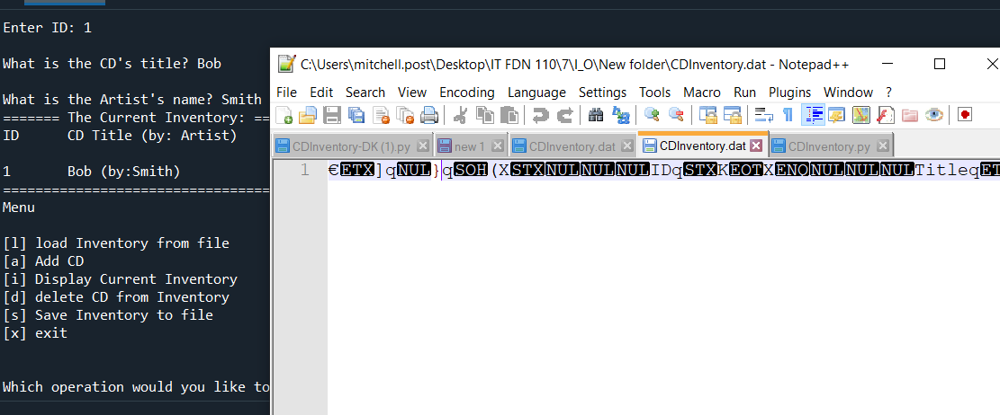 Enter ID: 1
What is the CD's title? Bob
What is the Artist's name? Smith
======= The Current Inventory: ==
ID CD Title (by: Artist)
1 Bob (by:Smith)
=================================
Menu
[l] load Inventory from file
[a] Add CD
[i] Display Current Inventory
[d] delete CD from Inventory
[s] Save Inventory to file
[x] exit
Which operation would you like to
C:\Users\mitchell.post\Desktop\IT FDN 110\7\I_O\New folder\CDInventory.dat - Notepad++
File Edit Search View Encoding Language Settings Tools Macro Run Plugins Window ?
CDInventory-DK (1).py new 1 CDInventory.dat CDInventory.dat CDInventory.py
1 €ETX]qNUL}qSOH(XSTXNULNULNULIDqSTXKEOTXENQNULNULNULTitleqET